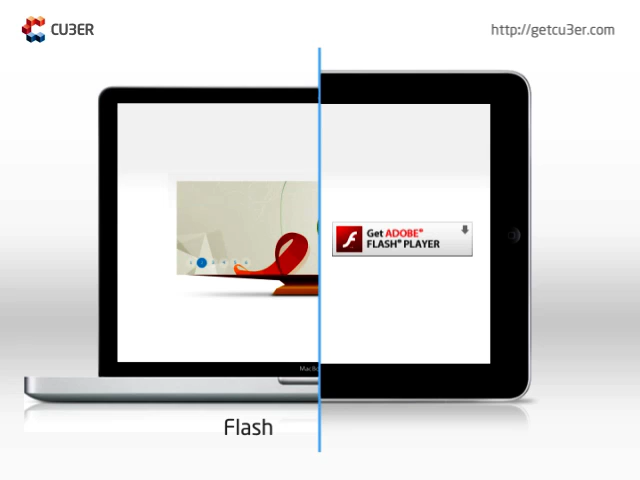 CU3ER
http://getcu3er.com
Get ADOBE®
FLASH® PLAYER
Flash